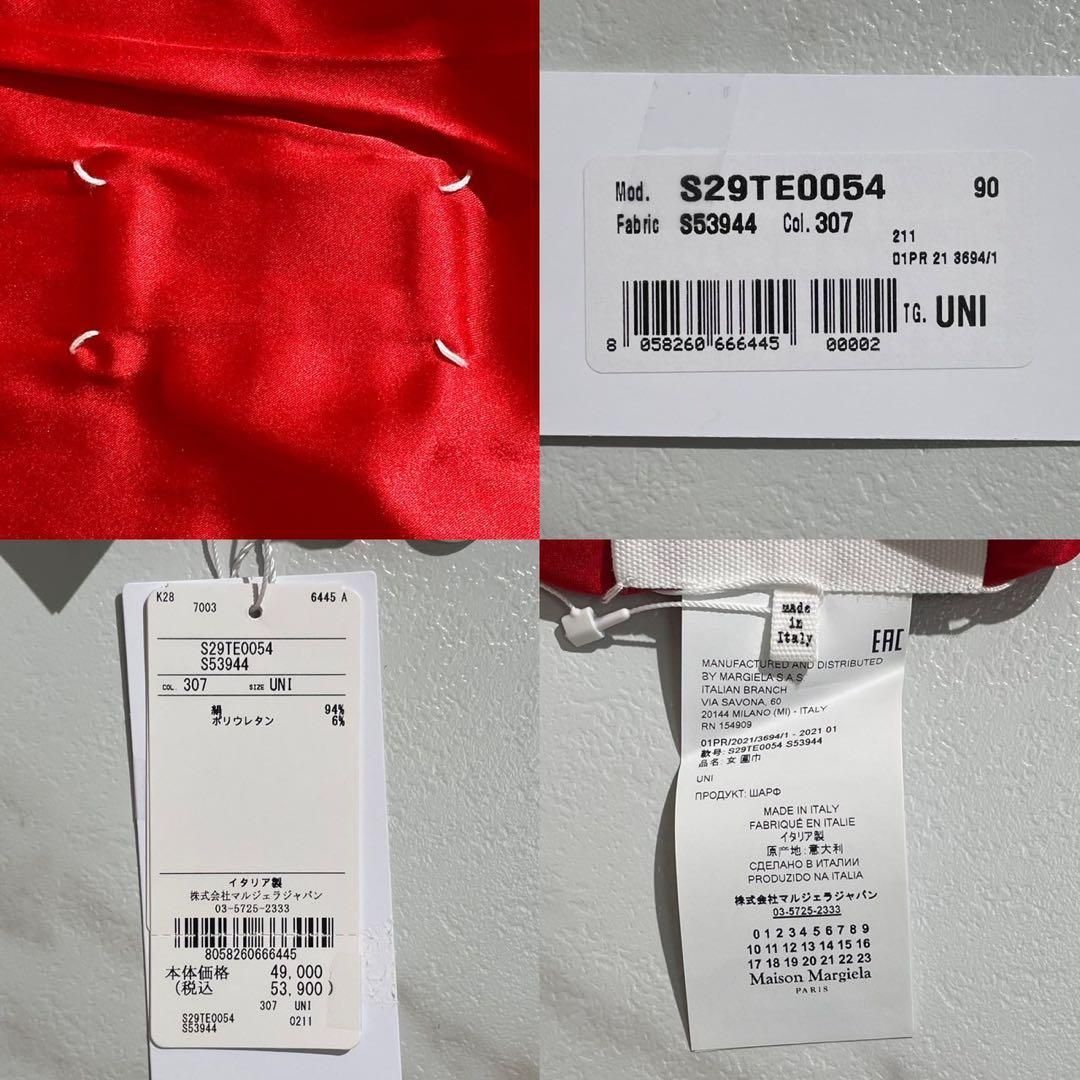 Mod. S29TE0054 90
Fabric S53944 Col. 307
211
01PR 21 3694/1
TG. UNI
8 058260 666445 00002
K28 7003 6445 A
S29TE0054
S53944
COL. 307 SIZE UNI
絹 94%
ポリウレタン 6%
イタリア製
株式会社マルジェラジャパン
03-5725-2333
8058260666445
本体価格 49,000
(税込 53,900)
307 UNI
S29TE0054
S53944 0211
made
in
Italy
EAC
MANUFACTURED AND DISTRIBUTED
BY MARGIELA S.A.S.
ITALIAN BRANCH
VIA SAVONA, 60
20144 MILANO (MI) - ITALY
RN 154909
01PR/2021/3694/1 - 2021 01
款号: S29TE0054 S53944
品名: 女 圍巾
UNI
ПРОДУКТ: ШАРФ
MADE IN ITALY
FABRIQUÉ EN ITALIE
イタリア製
原产地: 意大利
СДЕЛАНО В ИТАЛИИ
PRODUZIDO NA ITALIA
株式会社マルジェラジャパン
03-5725-2333
0 1 2 3 4 5 6 7 8 9
10 11 12 13 14 15 16
17 18 19 20 21 22 23
Maison Margiela
PARIS